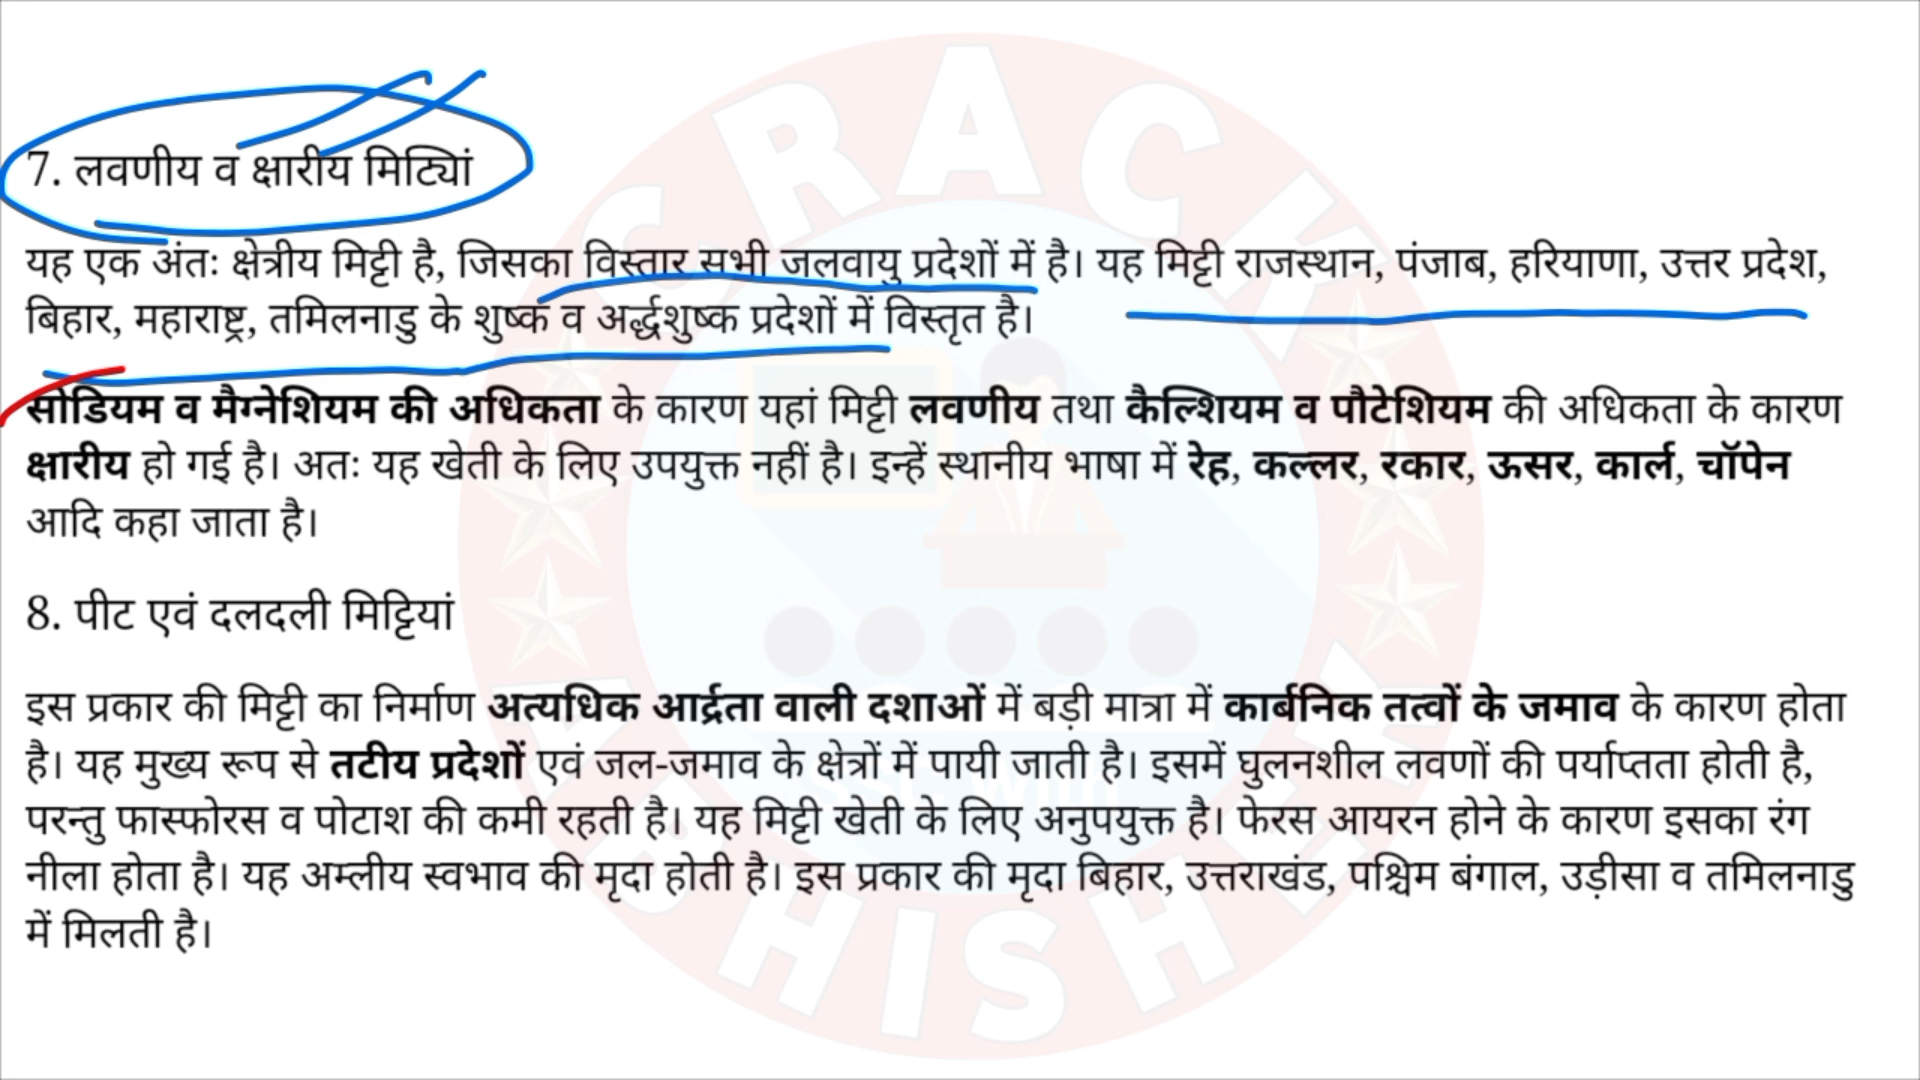 7. लवणीय व क्षारीय मिट्यिां
यह एक अंतः क्षेत्रीय मिट्टी है, जिसका विस्तार सभी जलवायु प्रदेशों में है। यह मिट्टी राजस्थान, पंजाब, हरियाणा, उत्तर प्रदेश,
बिहार, महाराष्ट्र, तमिलनाडु के शुष्क व अर्द्धशुष्क प्रदेशों में विस्तृत है।
सोडियम व मैग्नेशियम की अधिकता के कारण यहां मिट्टी लवणीय तथा कैल्शियम व पौटेशियम की अधिकता के कारण
क्षारीय हो गई है। अतः यह खेती के लिए उपयुक्त नहीं है। इन्हें स्थानीय भाषा में रेह, कल्लर, रकार, ऊसर, कार्ल, चॉपेन
आदि कहा जाता है।
8. पीट एवं दलदली मिट्टियां
इस प्रकार की मिट्टी का निर्माण अत्यधिक आर्द्रता वाली दशाओं में बड़ी मात्रा में कार्बनिक तत्वों के जमाव के कारण होता
है। यह मुख्य रूप से तटीय प्रदेशों एवं जल-जमाव के क्षेत्रों में पायी जाती है। इसमें घुलनशील लवणों की पर्याप्तता होती है,
परन्तु फास्फोरस व पोटाश की कमी रहती है। यह मिट्टी खेती के लिए अनुपयुक्त है। फेरस आयरन होने के कारण इसका रंग
नीला होता है। यह अम्लीय स्वभाव की मृदा होती है। इस प्रकार की मृदा बिहार, उत्तराखंड, पश्चिम बंगाल, उड़ीसा व तमिलनाडु
में मिलती है।
CRACK